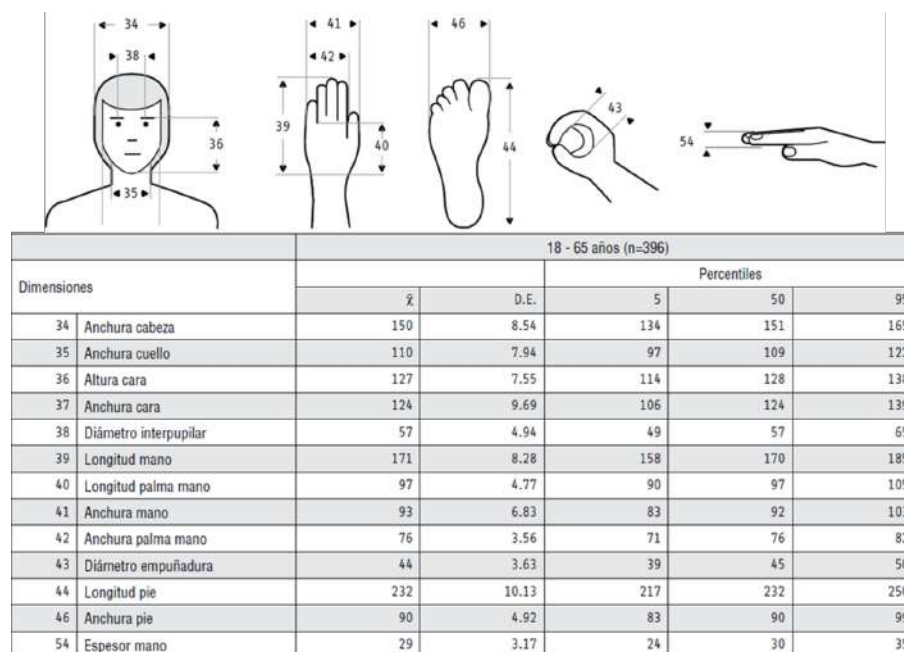 34
41
46
38
42
43
39
40
44
54
36
35
18 - 65 años (n=396)
Dimensiones
Percentiles
x̄ D.E. 5 50
34 Anchura cabeza 150 8.54 134 151
35 Anchura cuello 110 7.94 97 109
36 Altura cara 127 7.55 114 128
37 Anchura cara 124 9.69 106 124
38 Diámetro interpupilar 57 4.94 49 57
39 Longitud mano 171 8.28 158 170
40 Longitud palma mano 97 4.77 90 97
41 Anchura mano 93 6.83 83 92
42 Anchura palma mano 76 3.56 71 76
43 Diámetro empuñadura 44 3.63 39 45
44 Longitud pie 232 10.13 217 232
46 Anchura pie 90 4.92 83 90
54 Espesor mano 29 3.17 24 30